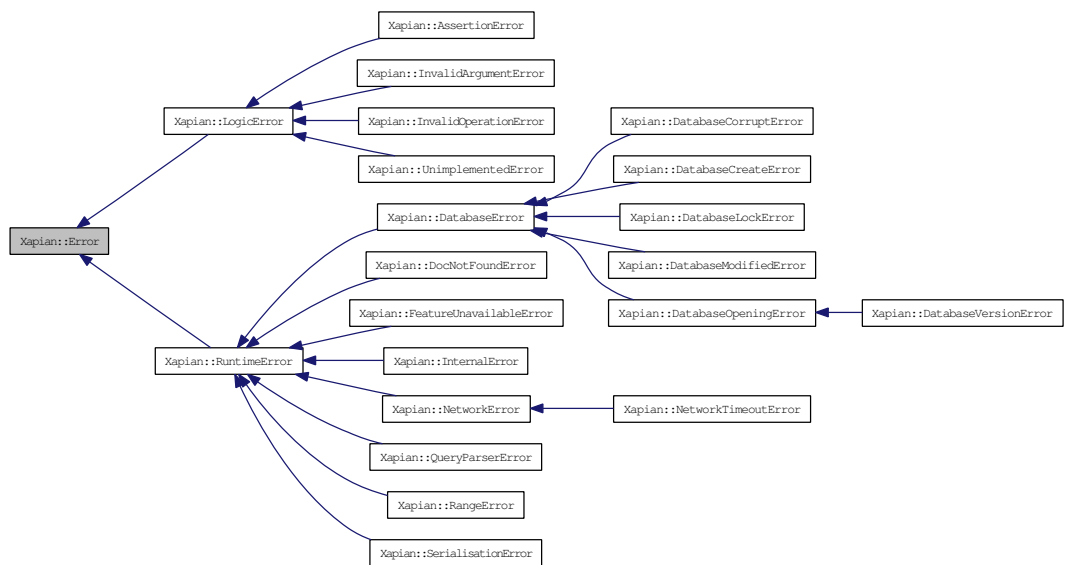 Xapian::AssertionError
Xapian::InvalidArgumentError
Xapian::LogicError
Xapian::InvalidOperationError
Xapian::DatabaseCorruptError
Xapian::UnimplementedError
Xapian::DatabaseCreateError
Xapian::DatabaseError
Xapian::DatabaseLockError
Xapian::Error
Xapian::DocNotFoundError
Xapian::DatabaseModifiedError
Xapian::FeatureUnavailableError
Xapian::DatabaseOpeningError
Xapian::DatabaseVersionError
Xapian::RuntimeError
Xapian::InternalError
Xapian::NetworkError
Xapian::NetworkTimeoutError
Xapian::QueryParserError
Xapian::RangeError
Xapian::SerialisationError